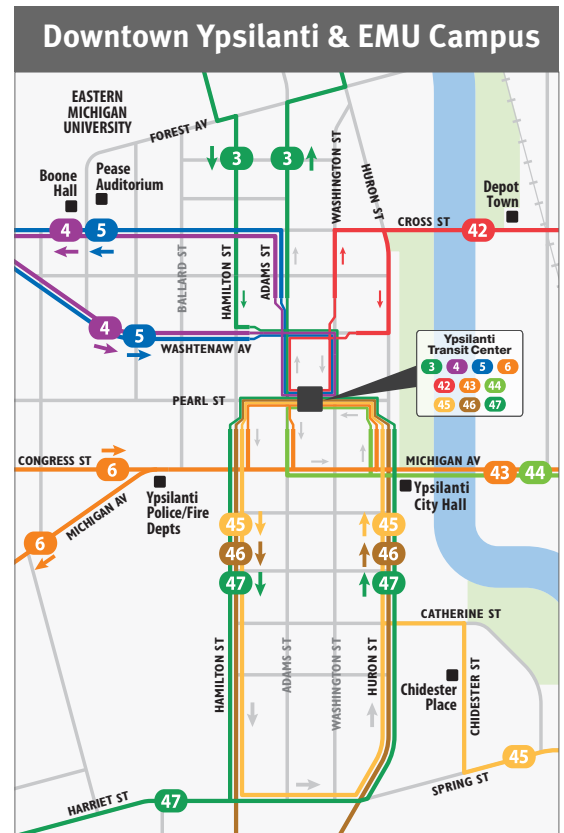 Downtown Ypsilanti & EMU Campus
EASTERN
MICHIGAN
UNIVERSITY
FOREST AV
3
3
WASHINGTON ST
HURON ST
Boone
Hall
Pease
Auditorium
Depot
Town
4
5
CROSS ST
42
BALLARD ST
HAMILTON ST
ADAMS ST
4
5
WASHTENAW AV
Ypsilanti
Transit Center
3
4
5
6
42
43
44
45
46
47
PEARL ST
CONGRESS ST
6
MICHIGAN AV
43
44
MICHIGAN AV
6
Ypsilanti
Police/Fire
Depts
Ypsilanti
City Hall
45
45
46
46
47
47
CATHERINE ST
HAMILTON ST
ADAMS ST
WASHINGTON ST
HURON ST
Chidester
Place
CHIDESTER ST
45
SPRING ST
HARRIET ST
47